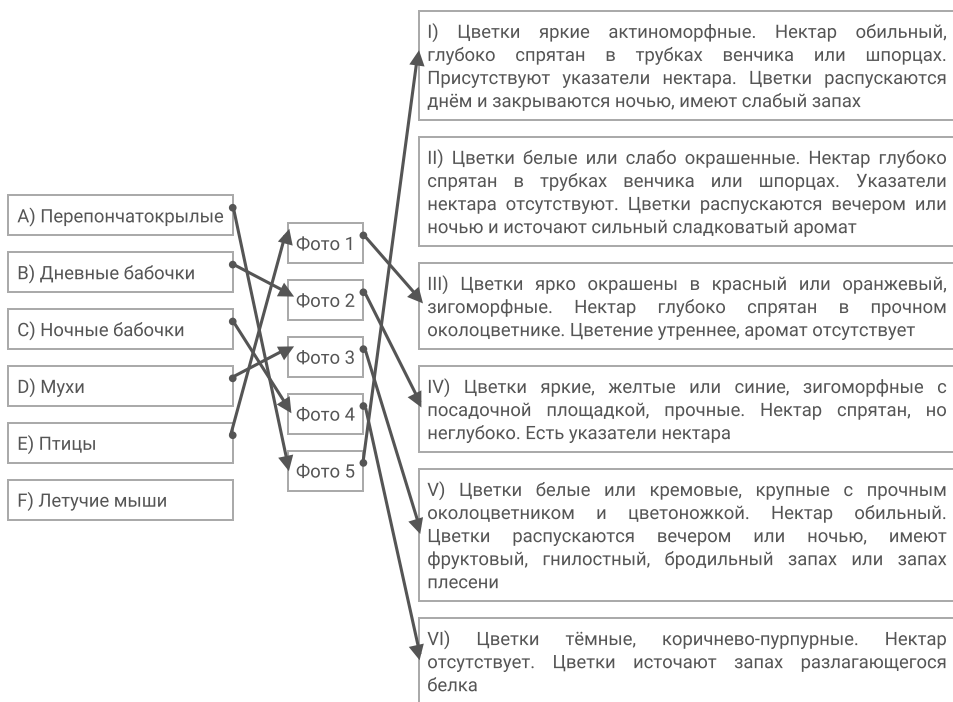 A) Перепончатокрылые
B) Дневные бабочки
C) Ночные бабочки
D) Мухи
E) Птицы
F) Летучие мыши
Фото 1
Фото 2
Фото 3
Фото 4
Фото 5
I) Цветки яркие актиноморфные. Нектар обильный,
глубоко спрятан в трубках венчика или шпорцах.
Присутствуют указатели нектара. Цветки распускаются
днём и закрываются ночью, имеют слабый запах
II) Цветки белые или слабо окрашенные. Нектар глубоко
спрятан в трубках венчика или шпорцах. Указатели
нектара отсутствуют. Цветки распускаются вечером или
ночью и источают сильный сладковатый аромат
III) Цветки ярко окрашены в красный или оранжевый,
зигоморфные. Нектар глубоко спрятан в прочном
околоцветнике. Цветение утреннее, аромат отсутствует
IV) Цветки яркие, желтые или синие, зигоморфные с
посадочной площадкой, прочные. Нектар спрятан, но
неглубоко. Есть указатели нектара
V) Цветки белые или кремовые, крупные с прочным
околоцветником и цветоножкой. Нектар обильный.
Цветки распускаются вечером или ночью, имеют
фруктовый, гнилостный, бродильный запах или запах
плесени
VI) Цветки тёмные, коричнево-пурпурные. Нектар
отсутствует. Цветки источают запах разлагающегося
белка